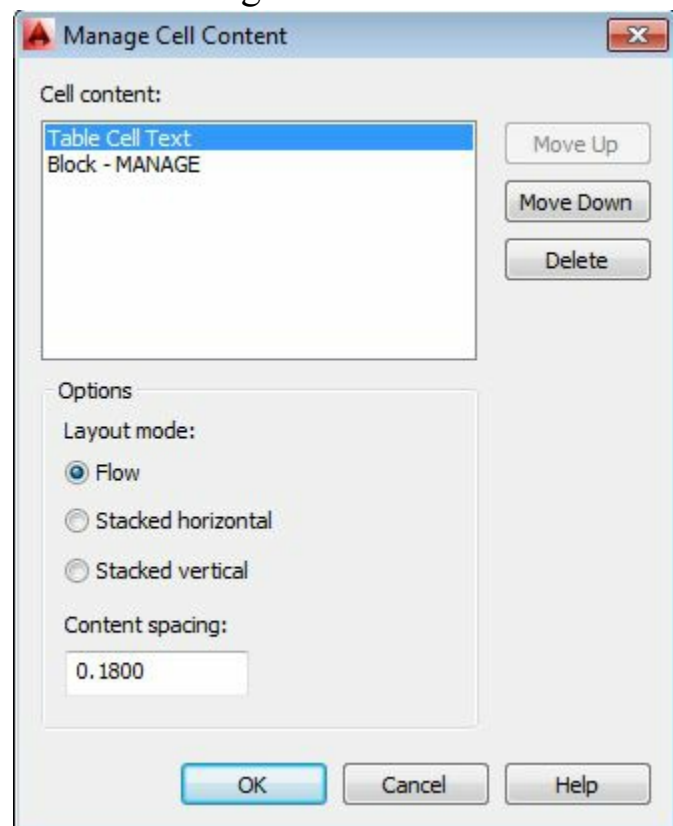 Manage Cell Content
Cell content:
Table Cell Text
Block - MANAGE
Move Up
Move Down
Delete
Options
Layout mode:
Flow
Stacked horizontal
Stacked vertical
Content spacing:
0.1800
OK Cancel Help